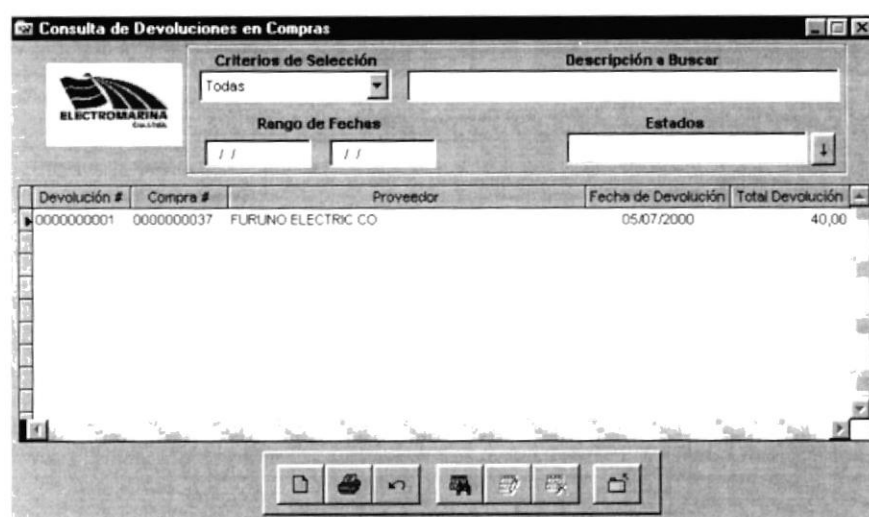 Consulta de Devoluciones en Compras
Criterios de Selección
Descripción a Buscar
Todas
ELECTROMARINA
Rango de Fechas
Estados
/ /
/ /
Devolución # Compra # Proveedor Fecha de Devolución Total Devolución
0000000001 0000000037 FURUNO ELECTRIC CO 05/07/2000 40,00